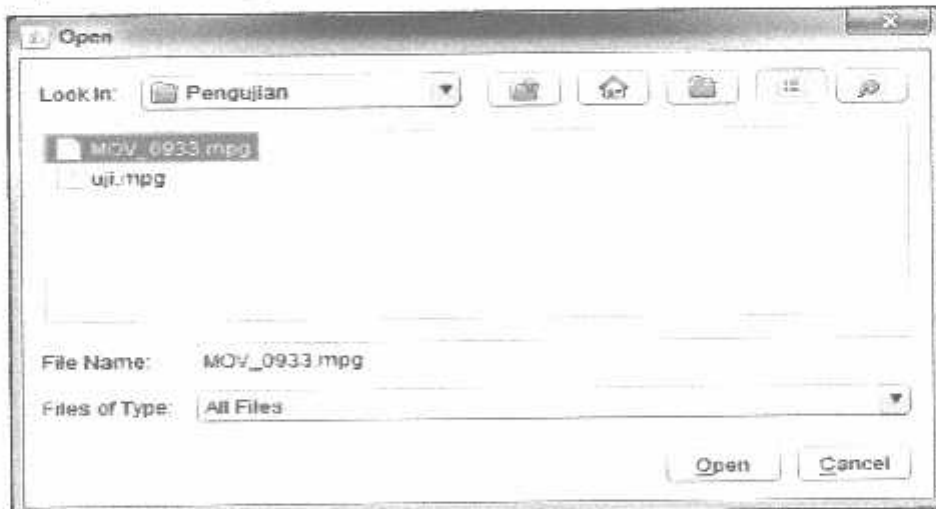 Open
Look In: Pengujian
MOV_0933.mpg
uji.mpg
File Name: MOV_0933.mpg
Files of Type: All Files
Open Cancel